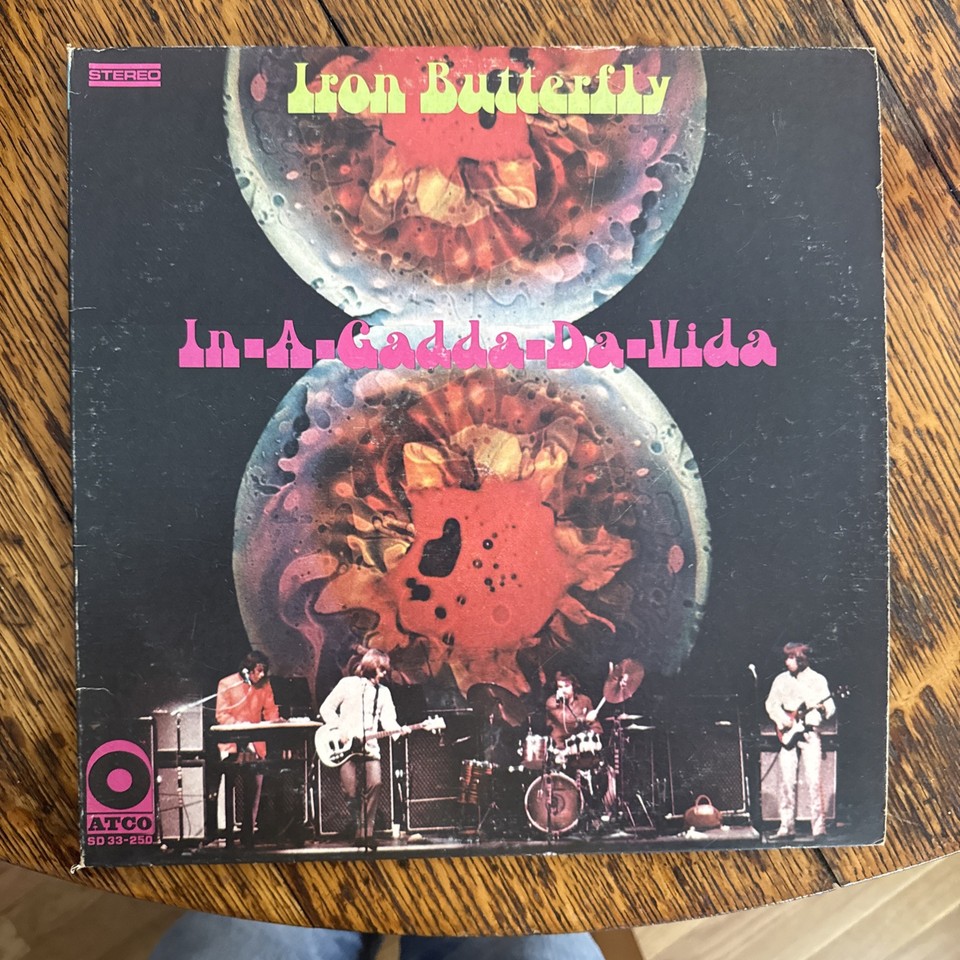 STEREO
Iron Butterfly
In-A-Gadda-Da-Vida
ATCO
SD 33-250